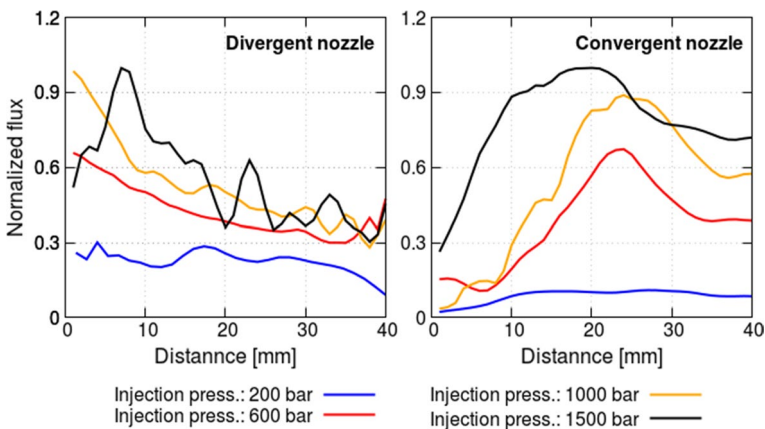 1.2
0.9
0.6
0.3
0
Nornalized flux
Divergent nozzle
0 10 20 30 40
Distannce [mm]
1.2
0.9
0.6
0.3
0
Convergent nozzle
0 10 20 30 40
Distannce [mm]
Injection press.: 200 bar
Injection press.: 600 bar
Injection press.: 1000 bar
Injection press.: 1500 bar